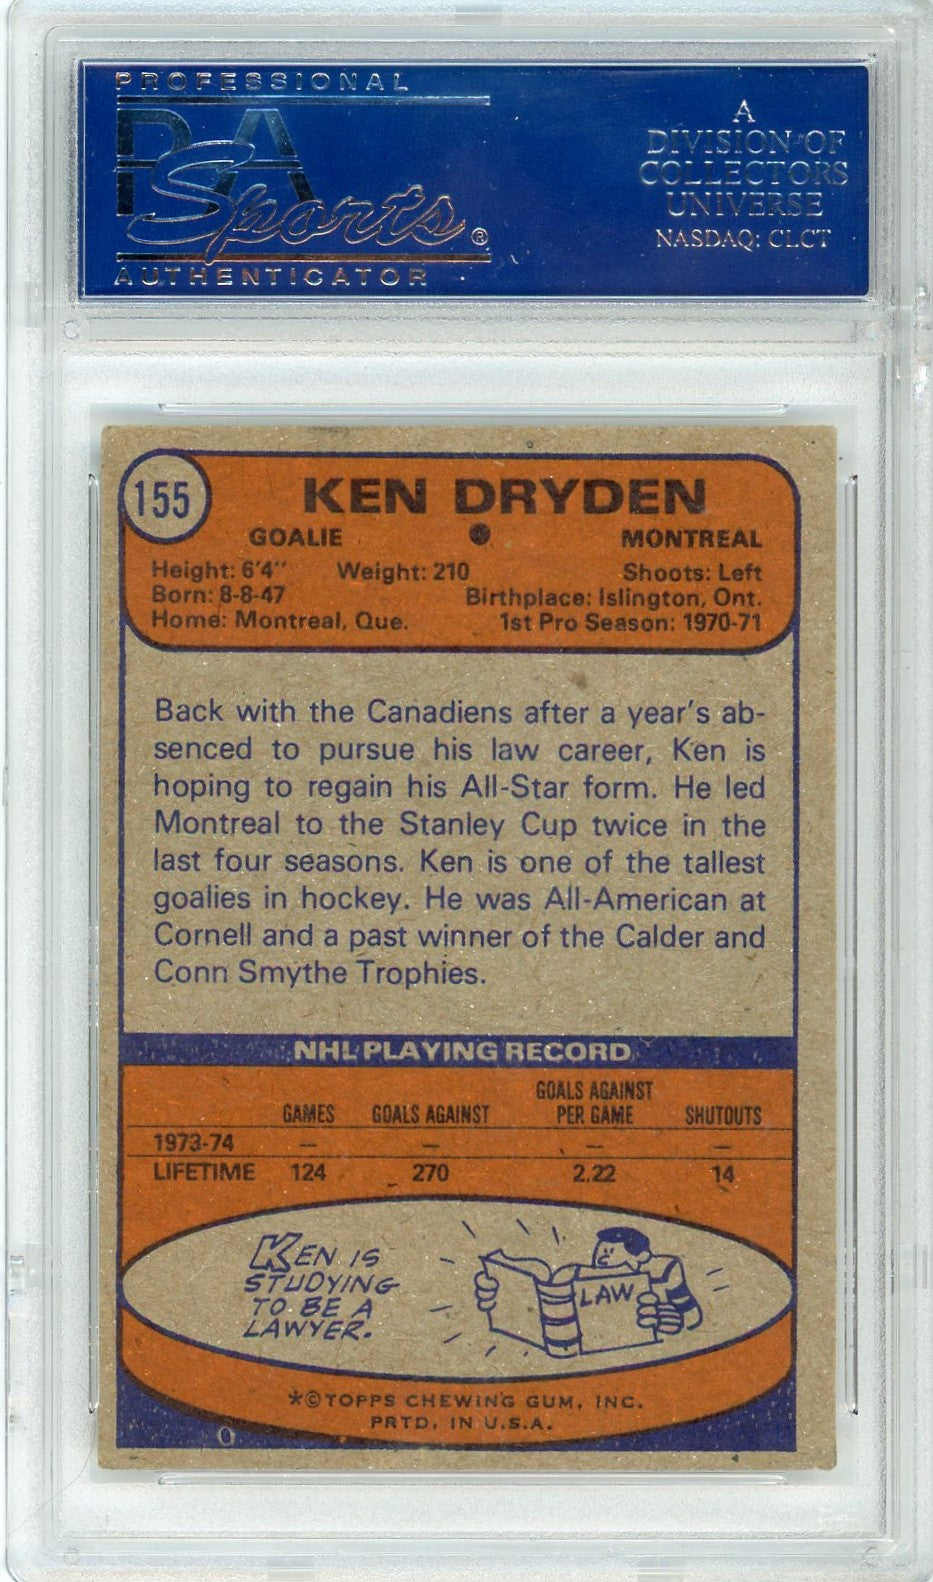 PROFESSIONAL
PSA
Sports®
AUTHENTICATOR
A
DIVISION OF
COLLECTORS
UNIVERSE
NASDAQ: CLCT
155
KEN DRYDEN
GOALIE MONTREAL
Height: 6'4" Weight: 210 Shoots: Left
Born: 8-8-47 Birthplace: Islington, Ont.
Home: Montreal, Que. 1st Pro Season: 1970-71
Back with the Canadiens after a year's ab-
senced to pursue his law career, Ken is
hoping to regain his All-Star form. He led
Montreal to the Stanley Cup twice in the
last four seasons. Ken is one of the tallest
goalies in hockey. He was All-American at
Cornell and a past winner of the Calder and
Conn Smythe Trophies.
NHL PLAYING RECORD
GAMES GOALS AGAINST GOALS AGAINST PER GAME SHUTOUTS
1973-74 — — — —
LIFETIME 124 270 2.22 14
KEN IS
STUDYING
TO BE A
LAWYER.
LAW
*©TOPPS CHEWING GUM, INC.
PRTD. IN U.S.A.